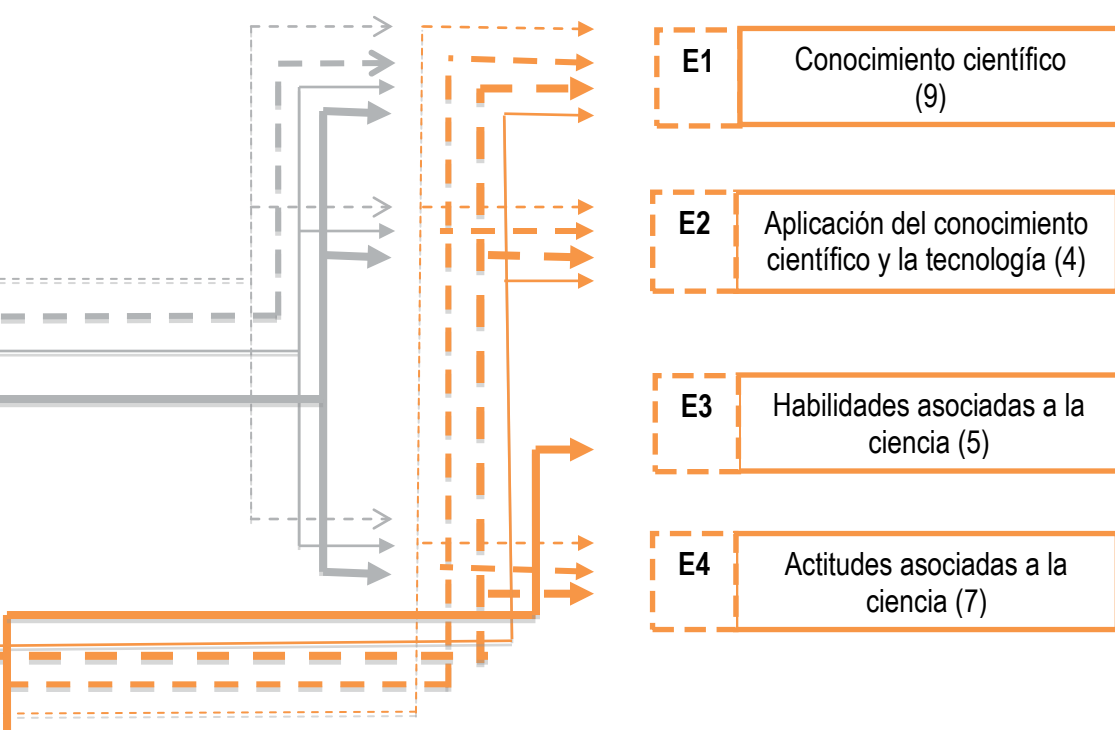 E1
Conocimiento científico
(9)
E2
Aplicación del conocimiento
científico y la tecnología (4)
E3
Habilidades asociadas a la
ciencia (5)
E4
Actitudes asociadas a la
ciencia (7)